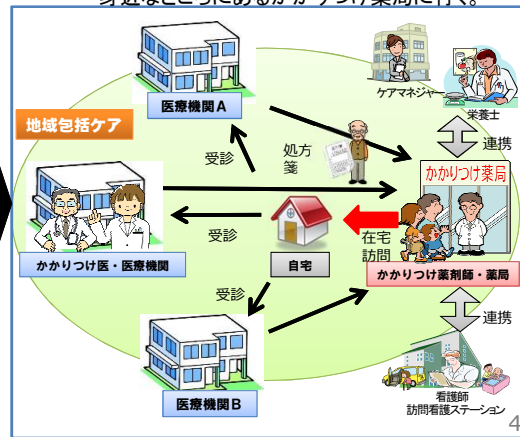 身近なところにあるかかりつけ薬局に行く。
医療機関A
ケアマネジャー
栄養士
地域包括ケア
受診
処方
箋
連携
かかりつけ薬局
かかりつけ医・医療機関
受診
自宅
在宅
訪問
かかりつけ薬剤師・薬局
受診
連携
医療機関B
看護師
訪問看護ステーション
4